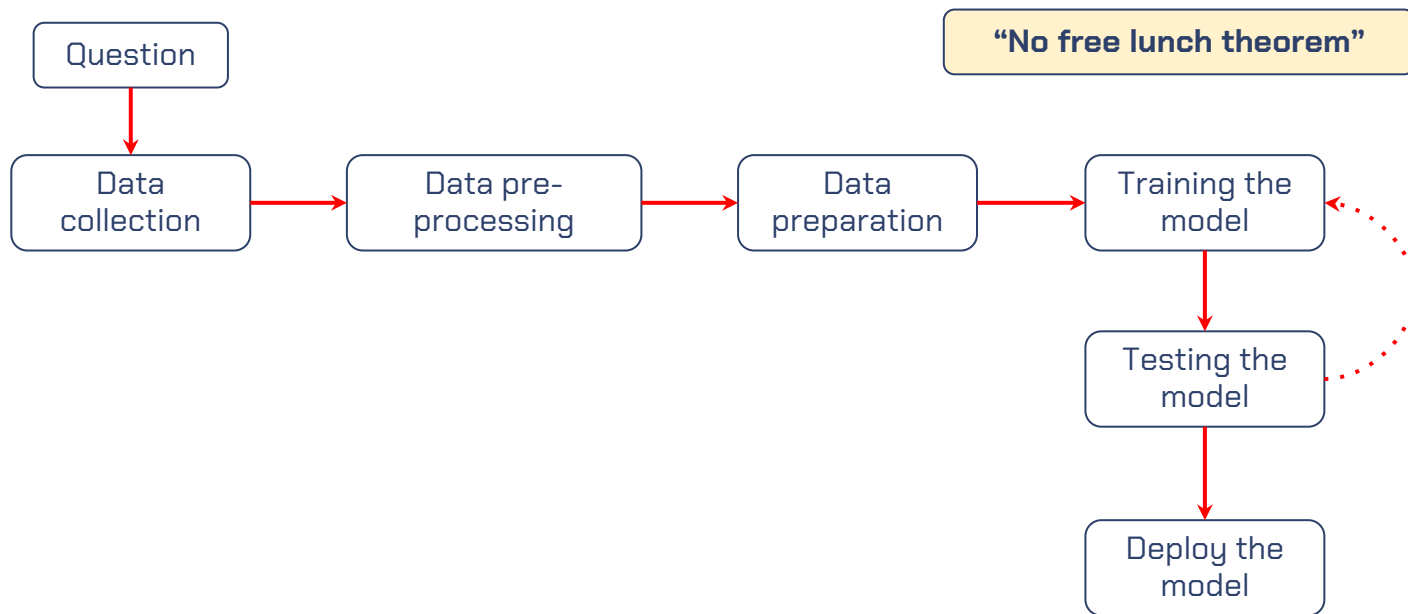 Question
“No free lunch theorem”
Data
collection
Data pre-
processing
Data
preparation
Training the
model
Testing the
model
Deploy the
model